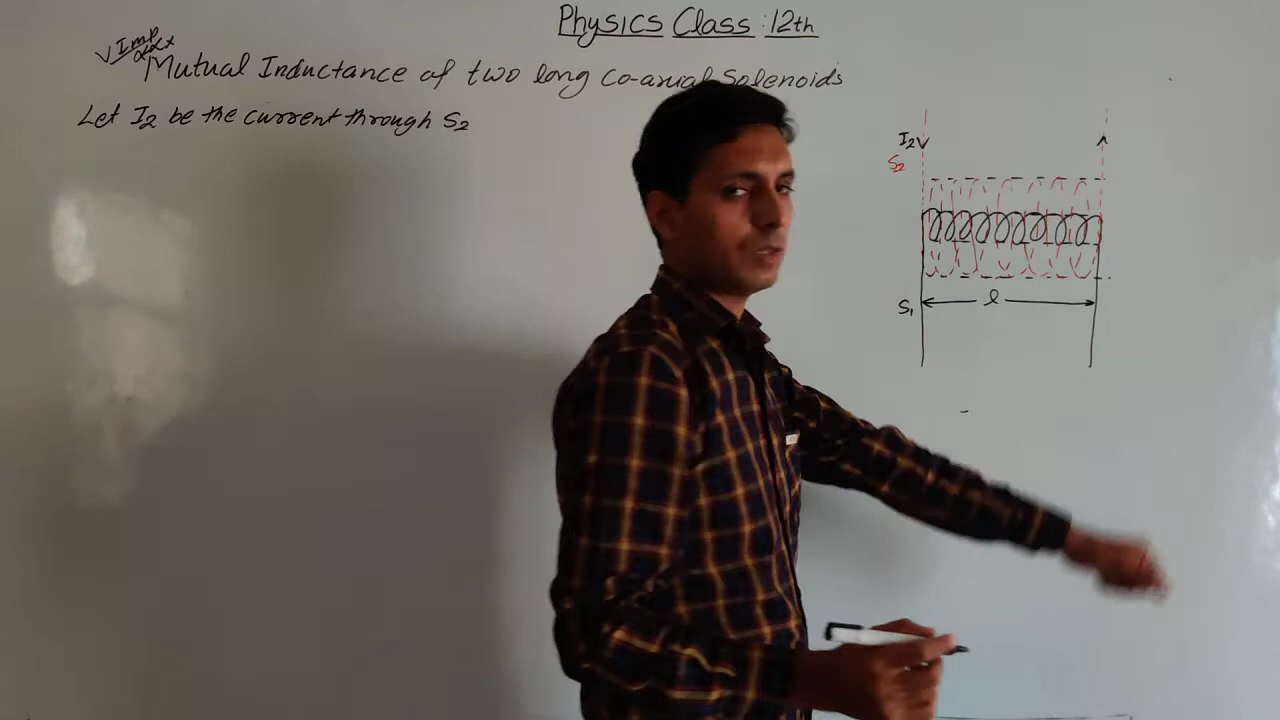 Physics Class : 12th
V Imp
Mutual Inductance of two long Co-axial Solenoids
Let I2 be the current through S2
I2
S2
S1
l